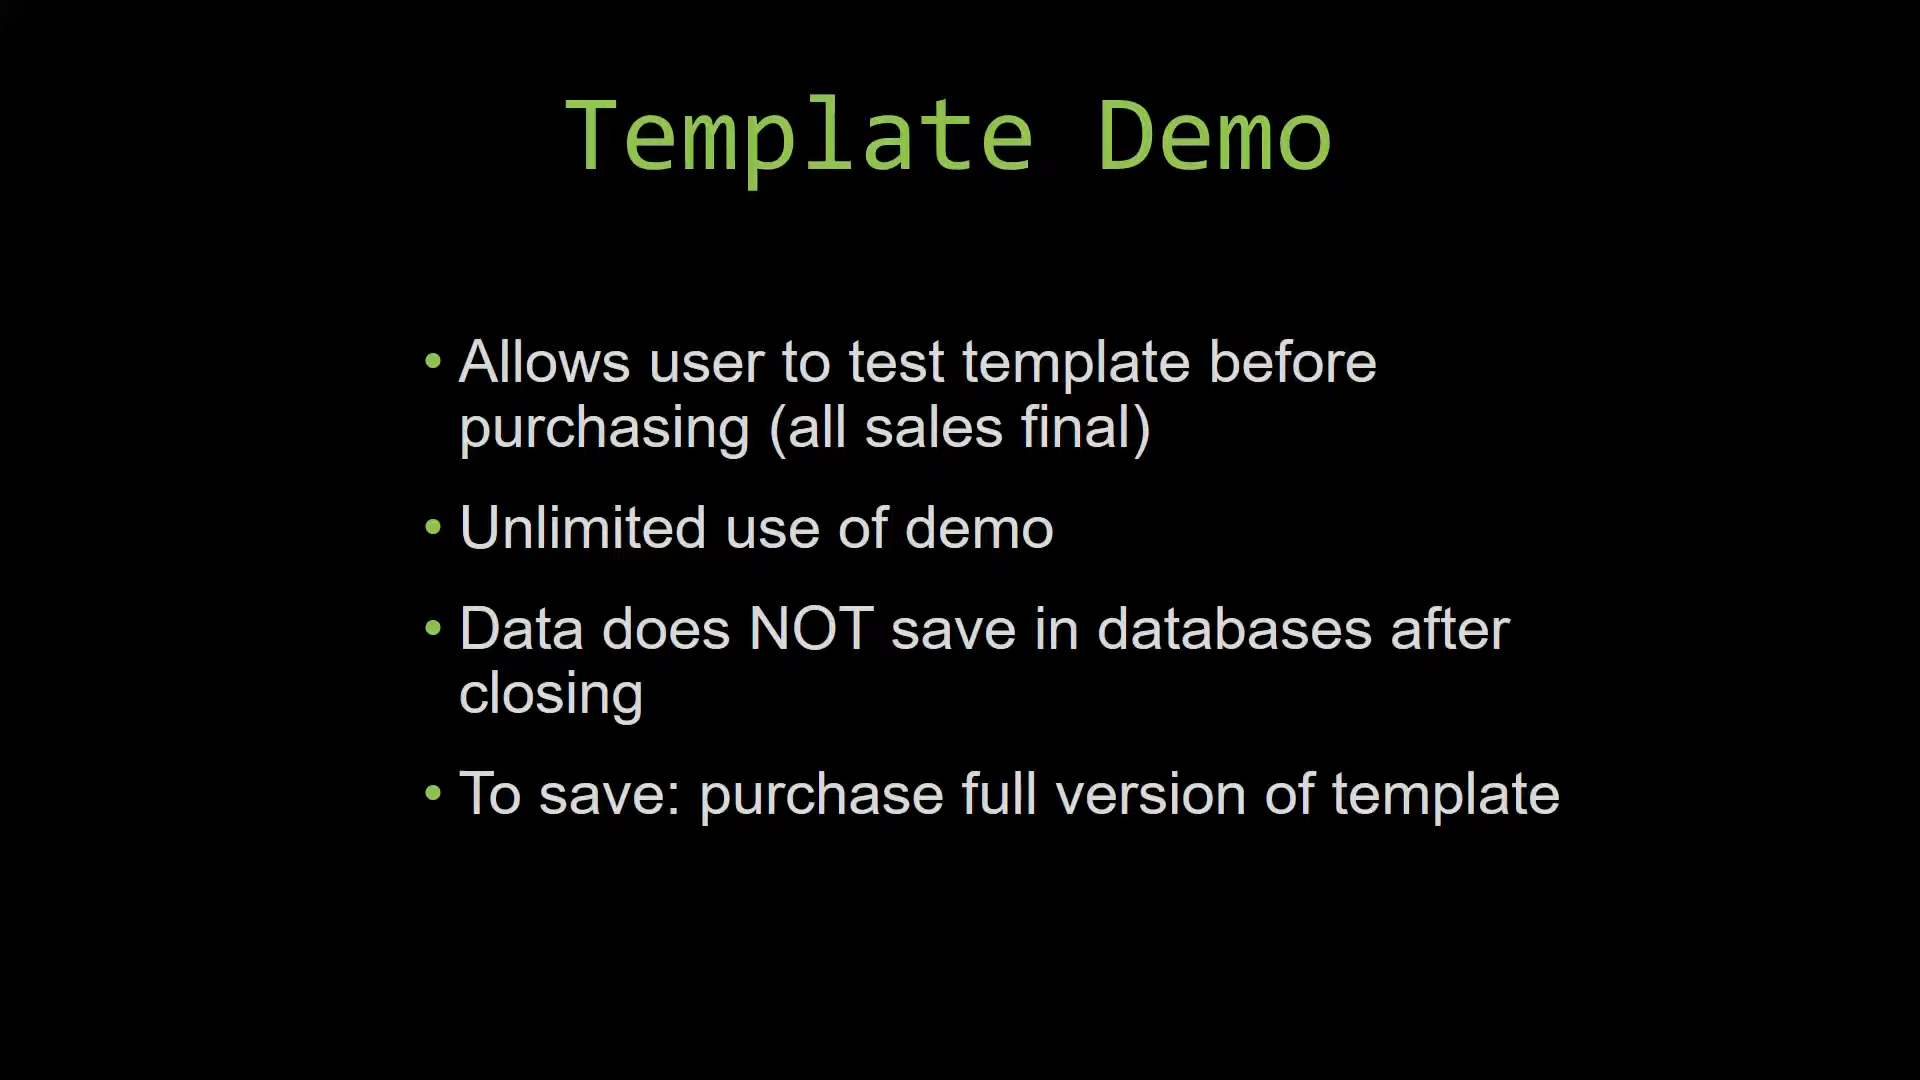 Template Demo
• Allows user to test template before
purchasing (all sales final)
• Unlimited use of demo
• Data does NOT save in databases after
closing
• To save: purchase full version of template